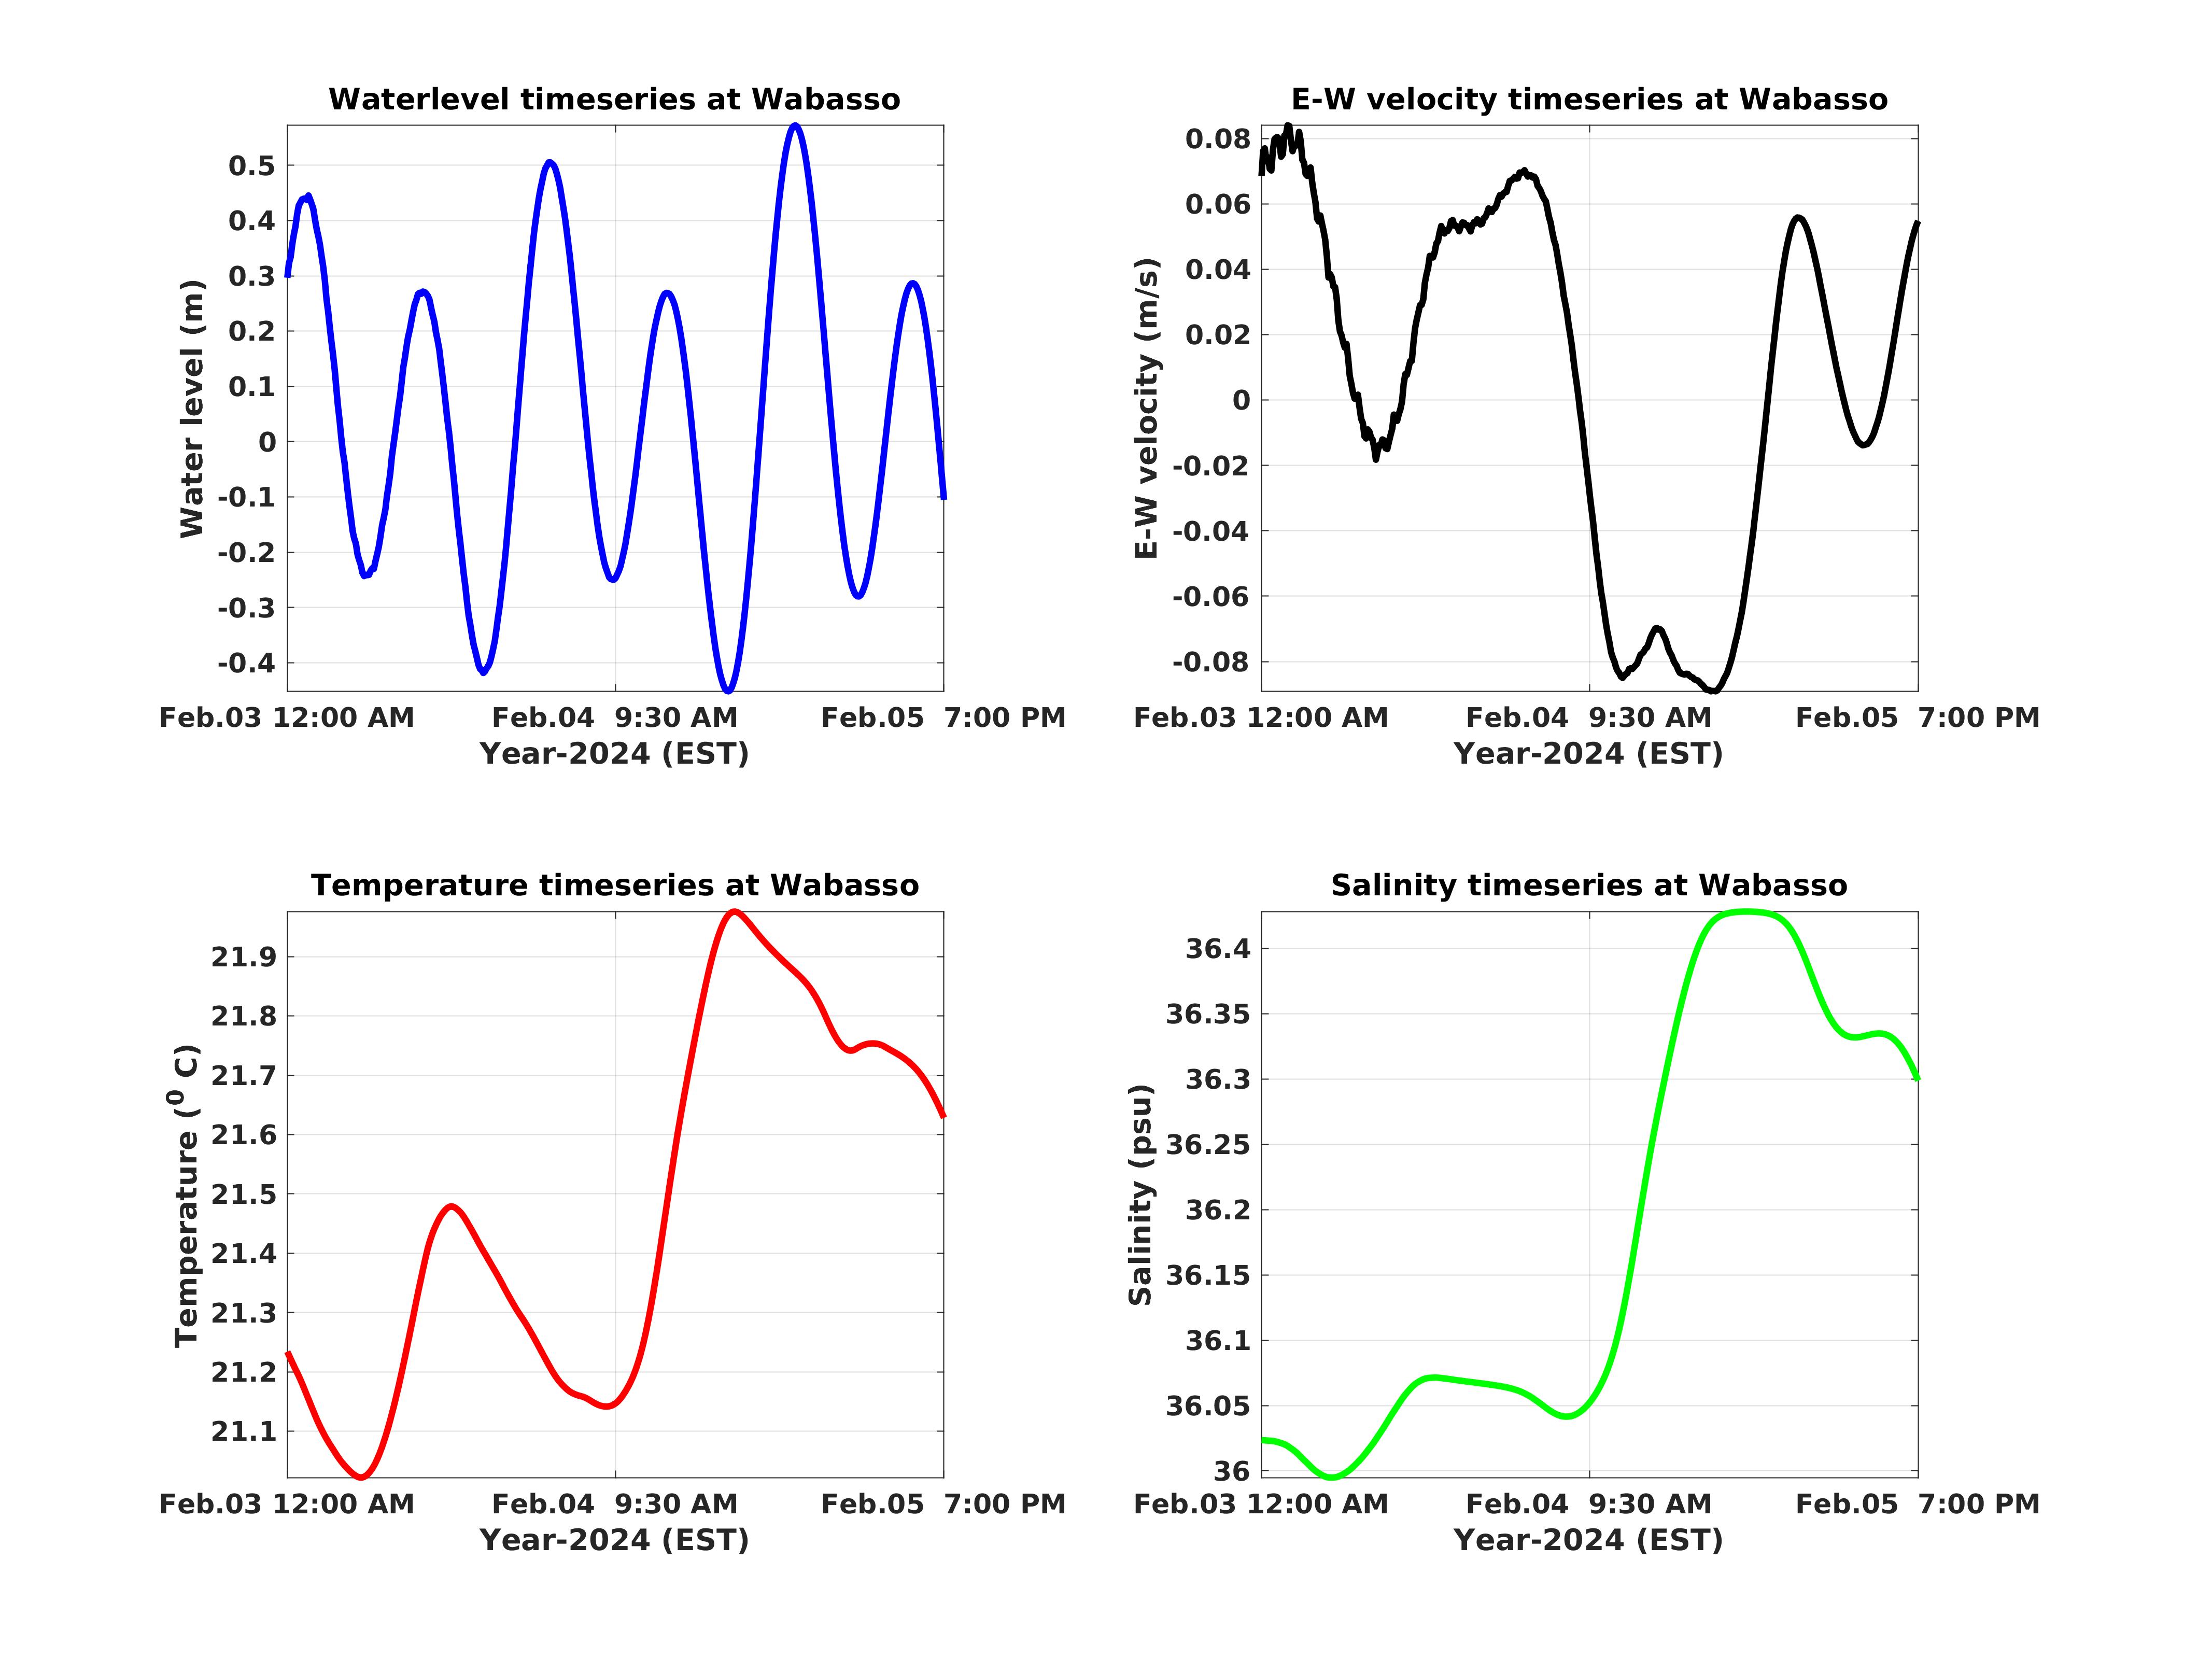 Waterlevel timeseries at Wabasso
0.5
0.4
0.3
0.2
0.1
0
-0.1
-0.2
-0.3
-0.4
Water level (m)
Feb.03 12:00 AM Feb.04 9:30 AM Feb.05 7:00 PM
Year-2024 (EST)
E-W velocity timeseries at Wabasso
0.08
0.06
0.04
0.02
0
-0.02
-0.04
-0.06
-0.08
E-W velocity (m/s)
Feb.03 12:00 AM Feb.04 9:30 AM Feb.05 7:00 PM
Year-2024 (EST)
Temperature timeseries at Wabasso
21.9
21.8
21.7
21.6
21.5
21.4
21.3
21.2
21.1
Temperature (⁰ C)
Feb.03 12:00 AM Feb.04 9:30 AM Feb.05 7:00 PM
Year-2024 (EST)
Salinity timeseries at Wabasso
36.4
36.35
36.3
36.25
36.2
36.15
36.1
36.05
36
Salinity (psu)
Feb.03 12:00 AM Feb.04 9:30 AM Feb.05 7:00 PM
Year-2024 (EST)